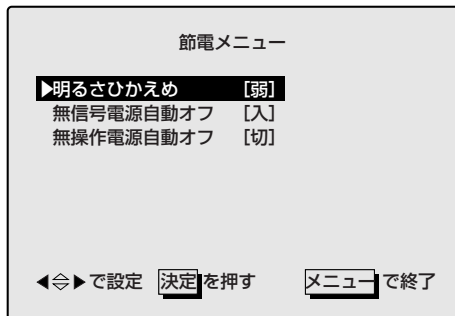 節電メニュー
▶明るさひかえめ [弱]
無信号電源自動オフ [入]
無操作電源自動オフ [切]
◀⇳▶で設定 決定を押す メニューで終了